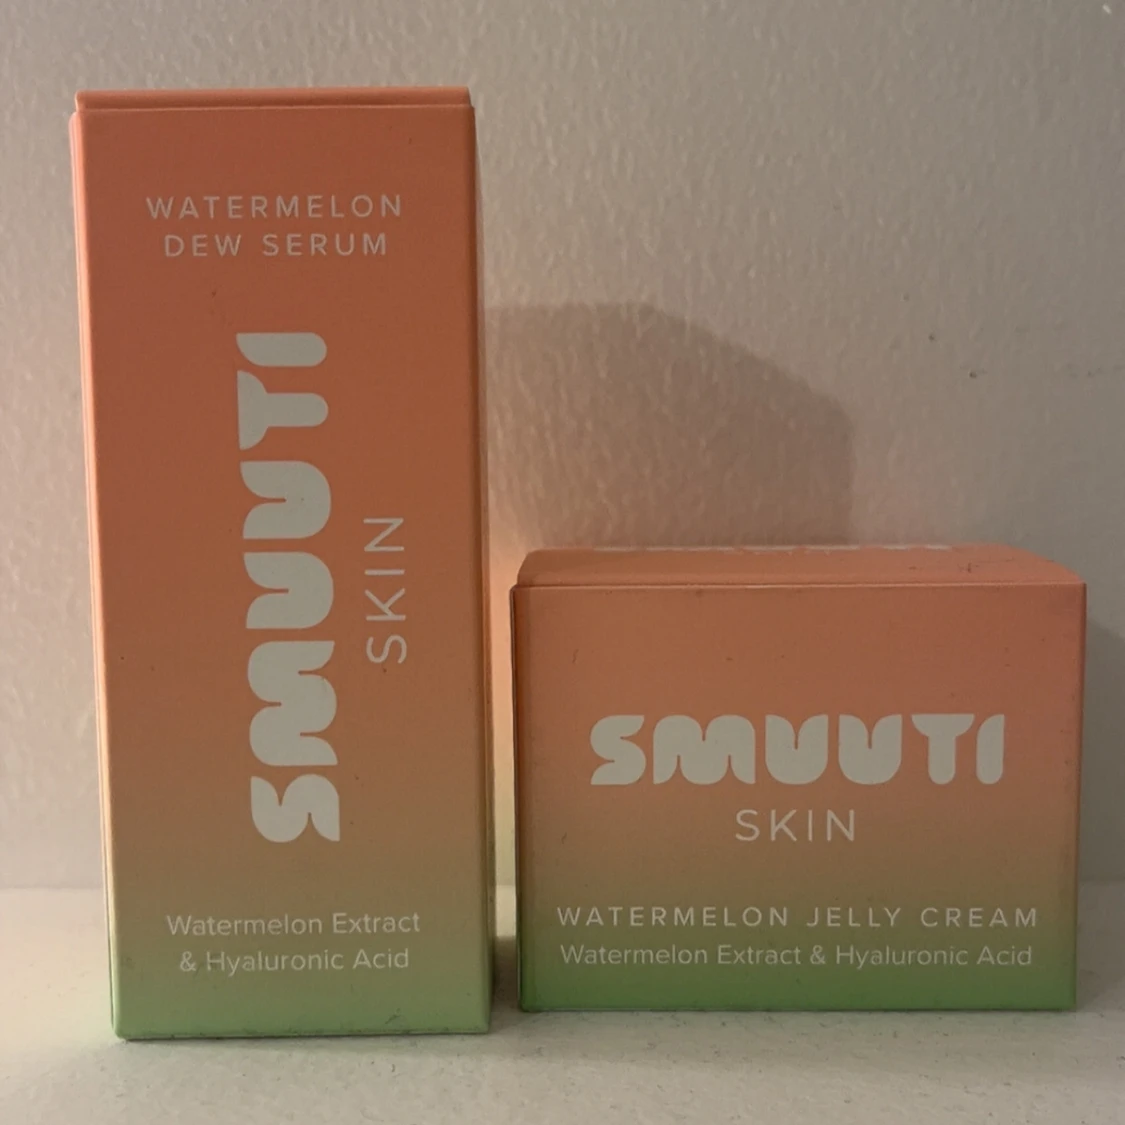 WATERMELON
DEW SERUM
SMUUTI
SKIN
Watermelon Extract
& Hyaluronic Acid
SMUUTI
SKIN
WATERMELON JELLY CREAM
Watermelon Extract & Hyaluronic Acid